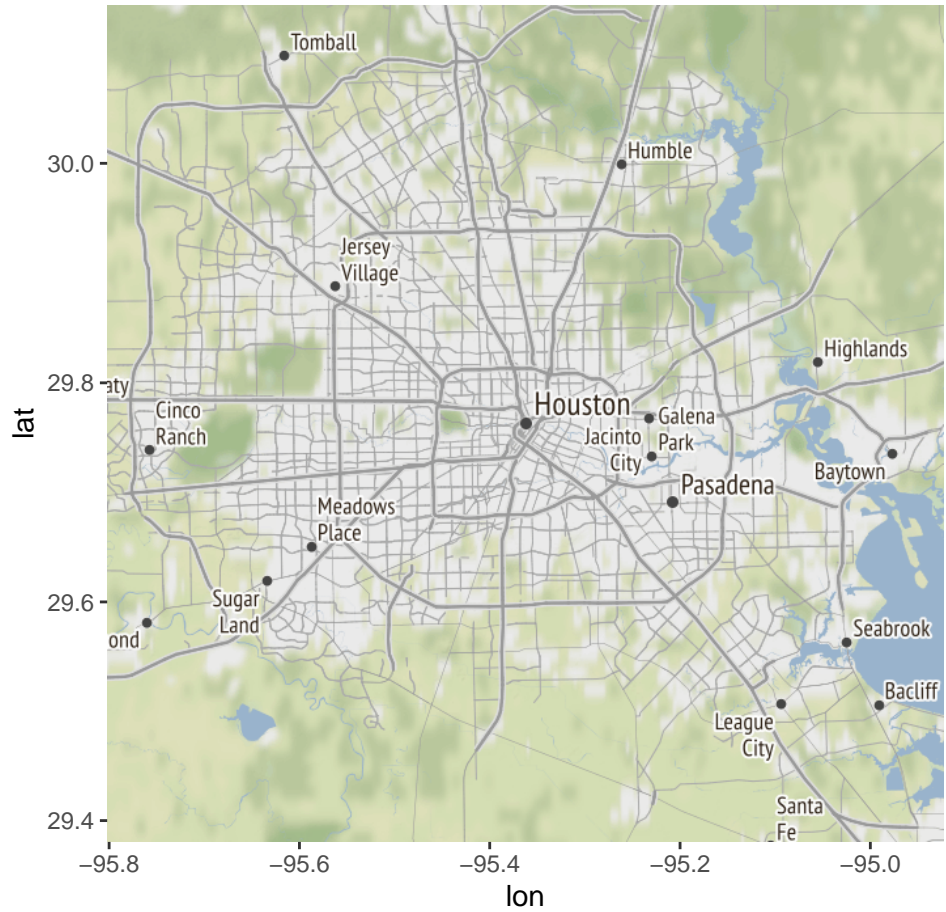 Tomball
Humble
30.0
Jersey
Village
Highlands
29.8
aty
Houston
Cinco
Ranch
Galena
Park
Jacinto
City
Baytown
Pasadena
lat
Meadows
Place
29.6
Sugar
Land
ond
Seabrook
Bacliff
League
City
29.4
Santa
Fe
−95.8
−95.6
−95.4
−95.2
−95.0
lon